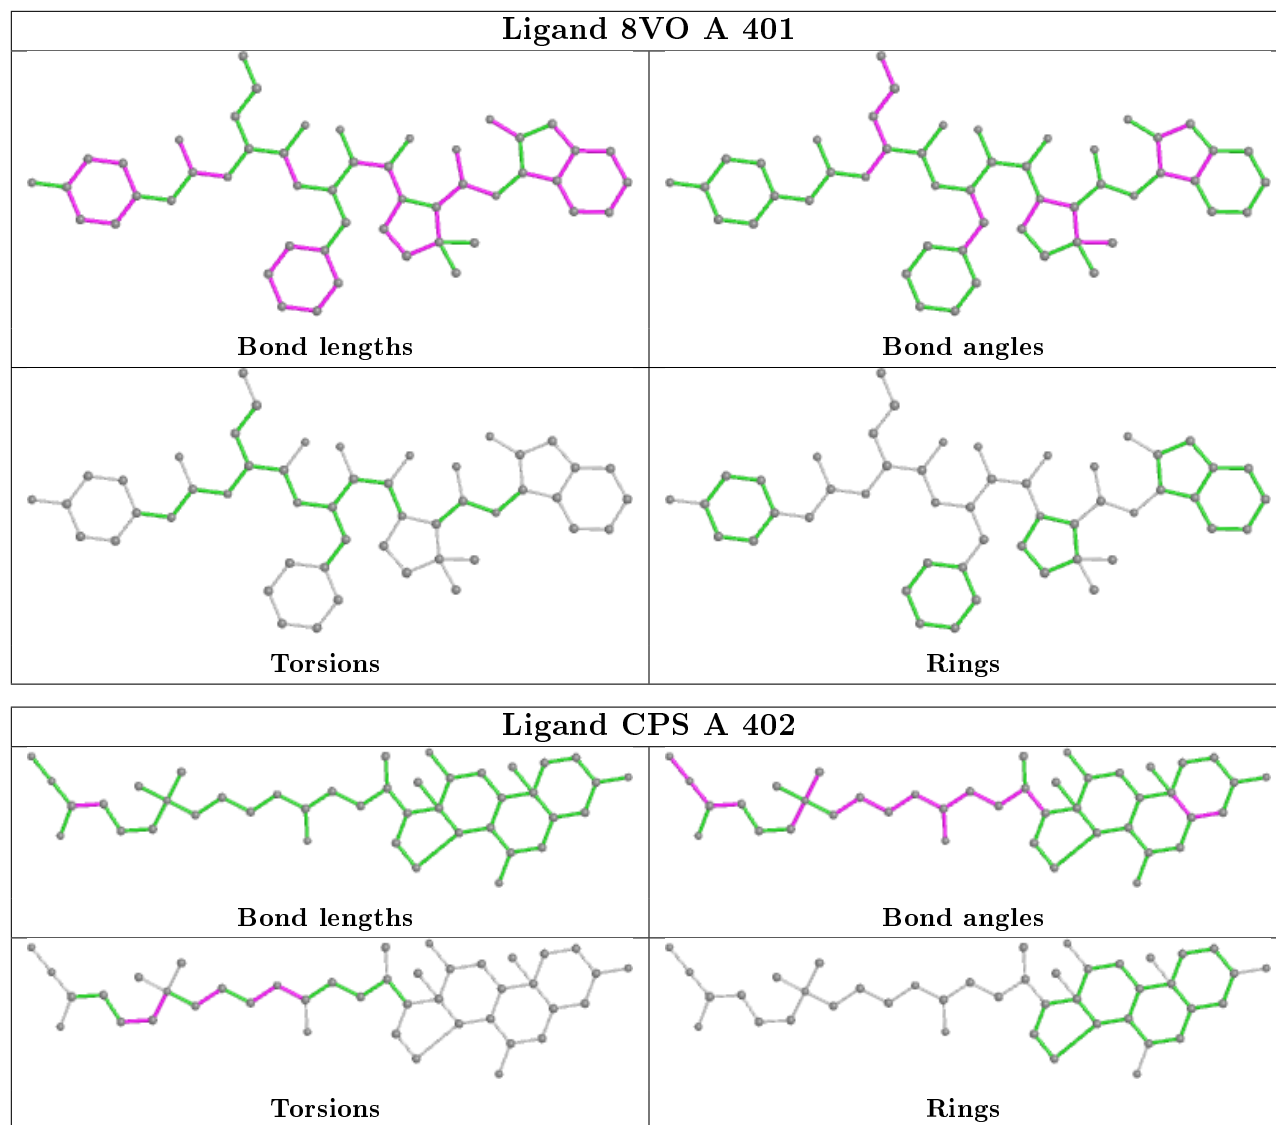 Ligand 8VO A 401
Bond lengths
Bond angles
Torsions
Rings
Ligand CPS A 402
Bond lengths
Bond angles
Torsions
Rings